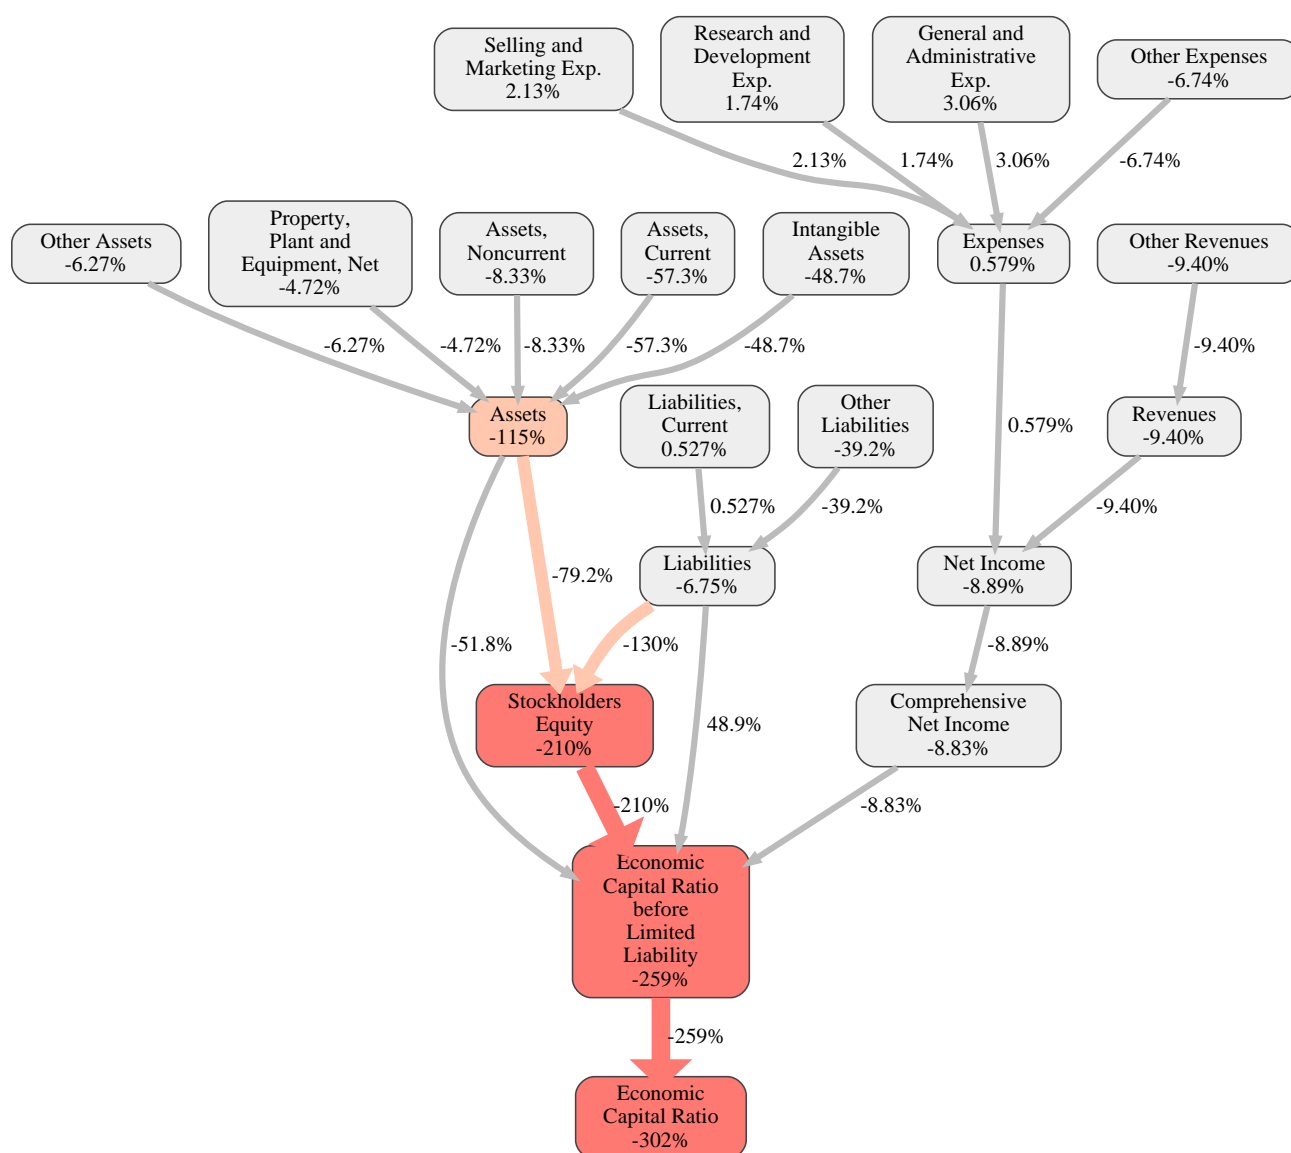 Selling and
Marketing Exp.
2.13%
Research and
Development
Exp.
1.74%
General and
Administrative
Exp.
3.06%
Other Expenses
-6.74%
2.13%
1.74%
3.06%
-6.74%
Other Assets
-6.27%
Property,
Plant and
Equipment, Net
-4.72%
Assets,
Noncurrent
-8.33%
Assets,
Current
-57.3%
Intangible
Assets
-48.7%
Expenses
0.579%
Other Revenues
-9.40%
-6.27%
-4.72%
-8.33%
-57.3%
-48.7%
-9.40%
Assets
-115%
Liabilities,
Current
0.527%
Other
Liabilities
-39.2%
0.579%
Revenues
-9.40%
0.527%
-39.2%
-9.40%
-79.2%
Liabilities
-6.75%
Net Income
-8.89%
-51.8%
-130%
-8.89%
Stockholders
Equity
-210%
48.9%
Comprehensive
Net Income
-8.83%
-210%
-8.83%
Economic
Capital Ratio
before
Limited
Liability
-259%
-259%
Economic
Capital Ratio
-302%